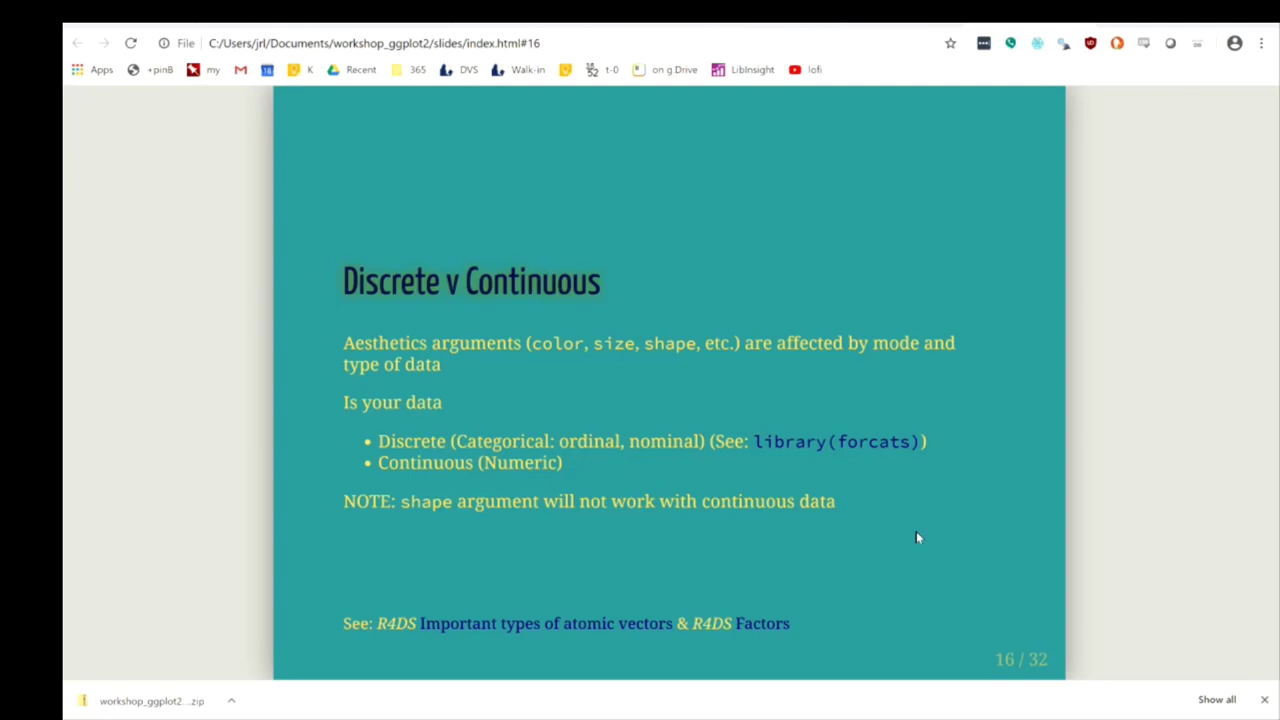 File C:/Users/jrl/Documents/workshop_ggplot2/slides/index.html#16
Apps +pinB my K Recent 365 DVS Walk-in t-0 on g.Drive LibInsight lofi
Discrete v Continuous
Aesthetics arguments (color, size, shape, etc.) are affected by mode and
type of data
Is your data
• Discrete (Categorical: ordinal, nominal) (See: library(forcats))
• Continuous (Numeric)
NOTE: shape argument will not work with continuous data
See: R4DS Important types of atomic vectors & R4DS Factors
16 / 32
workshop_ggplot2....zip Show all